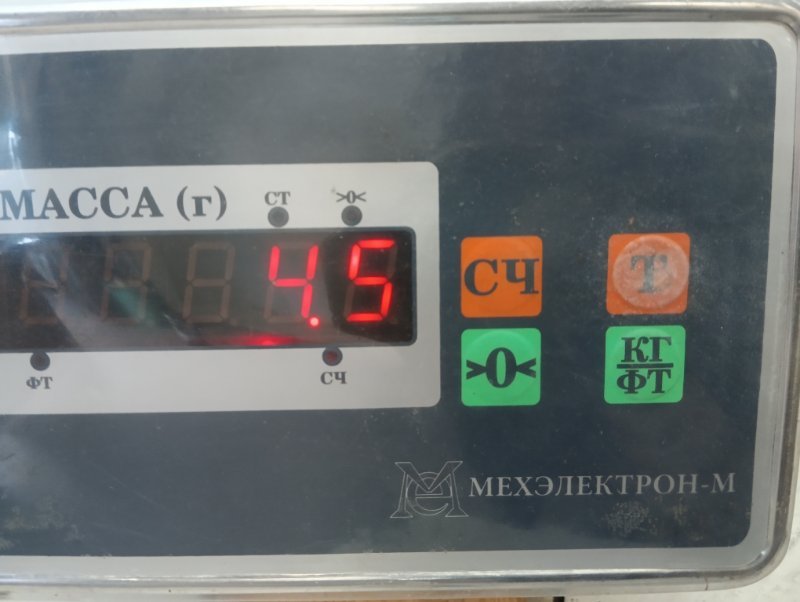 МАССА (г)
СТ
>0<
4.5
ФТ
СЧ
СЧ
Т
>0<
КГ
ФТ
МЕХЭЛЕКТРОН-М